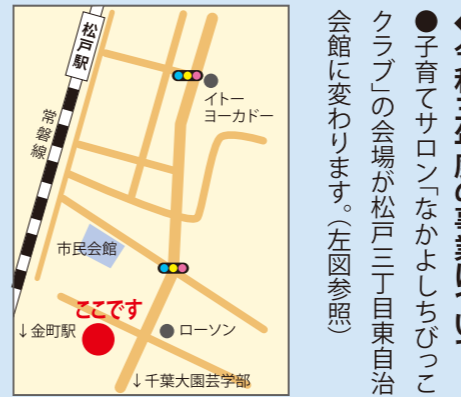 ●子育てサロン「なかよしちびっこ
クラブ」の会場が松戸三丁目東自治
会館に変わります。（左図参照）
松戸駅
常磐線
イトー
ヨーカドー
市民会館
ここです
↓金町駅
ローソン
↓千葉大園芸学部